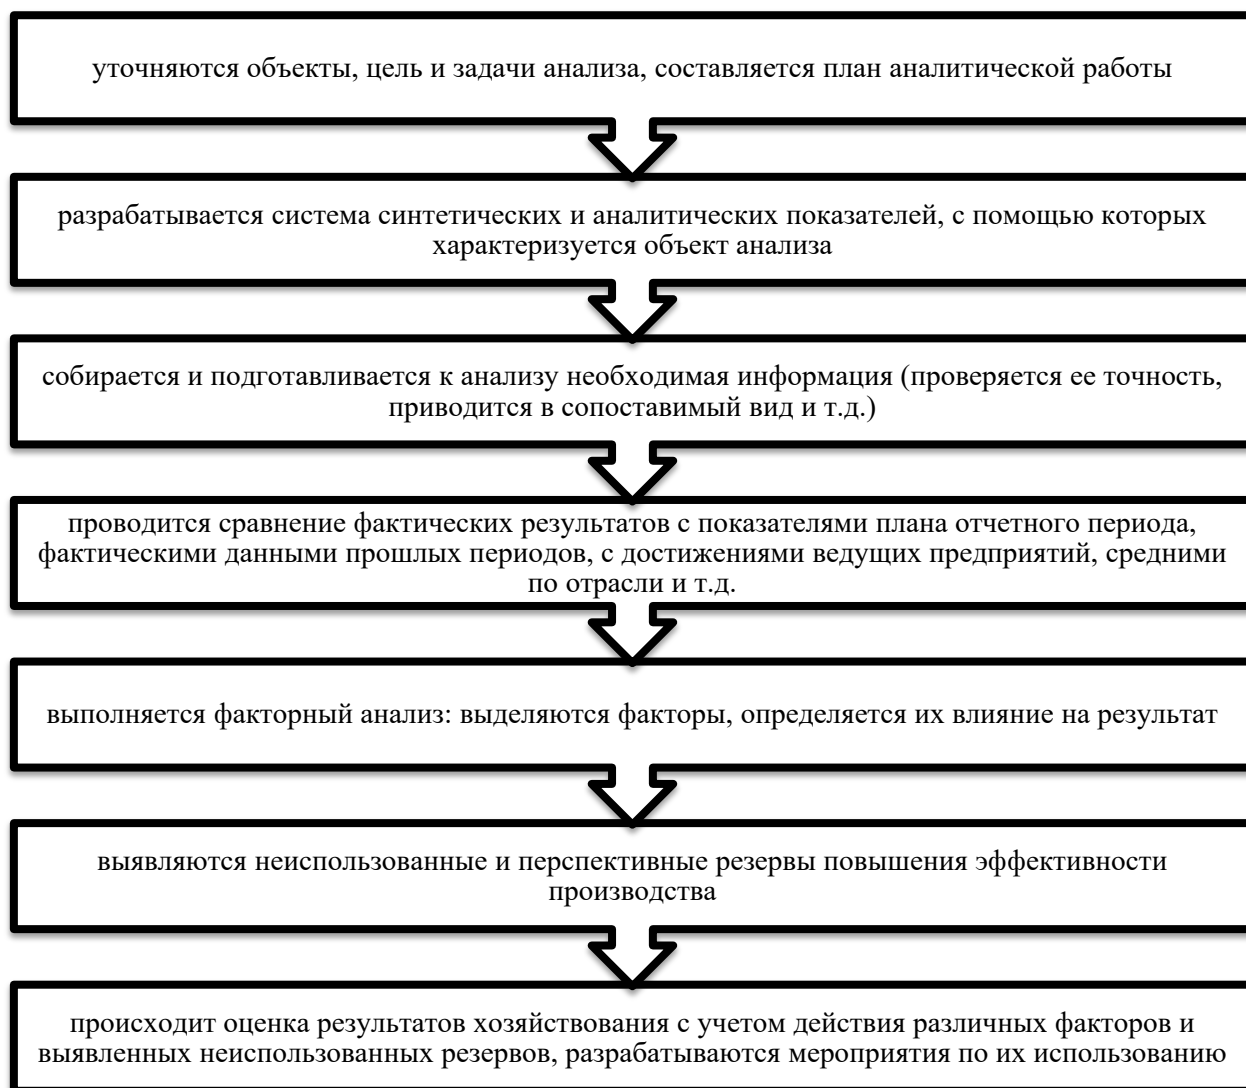 уточняются объекты, цель и задачи анализа, составляется план аналитической работы
разрабатывается система синтетических и аналитических показателей, с помощью которых
характеризуется объект анализа
собирается и подготавливается к анализу необходимая информация (проверяется ее точность,
приводится в сопоставимый вид и т.д.)
проводится сравнение фактических результатов с показателями плана отчетного периода,
фактическими данными прошлых периодов, с достижениями ведущих предприятий, средними
по отрасли и т.д.
выполняется факторный анализ: выделяются факторы, определяется их влияние на результат
выявляются неиспользованные и перспективные резервы повышения эффективности
производства
происходит оценка результатов хозяйствования с учетом действия различных факторов и
выявленных неиспользованных резервов, разрабатываются мероприятия по их использованию